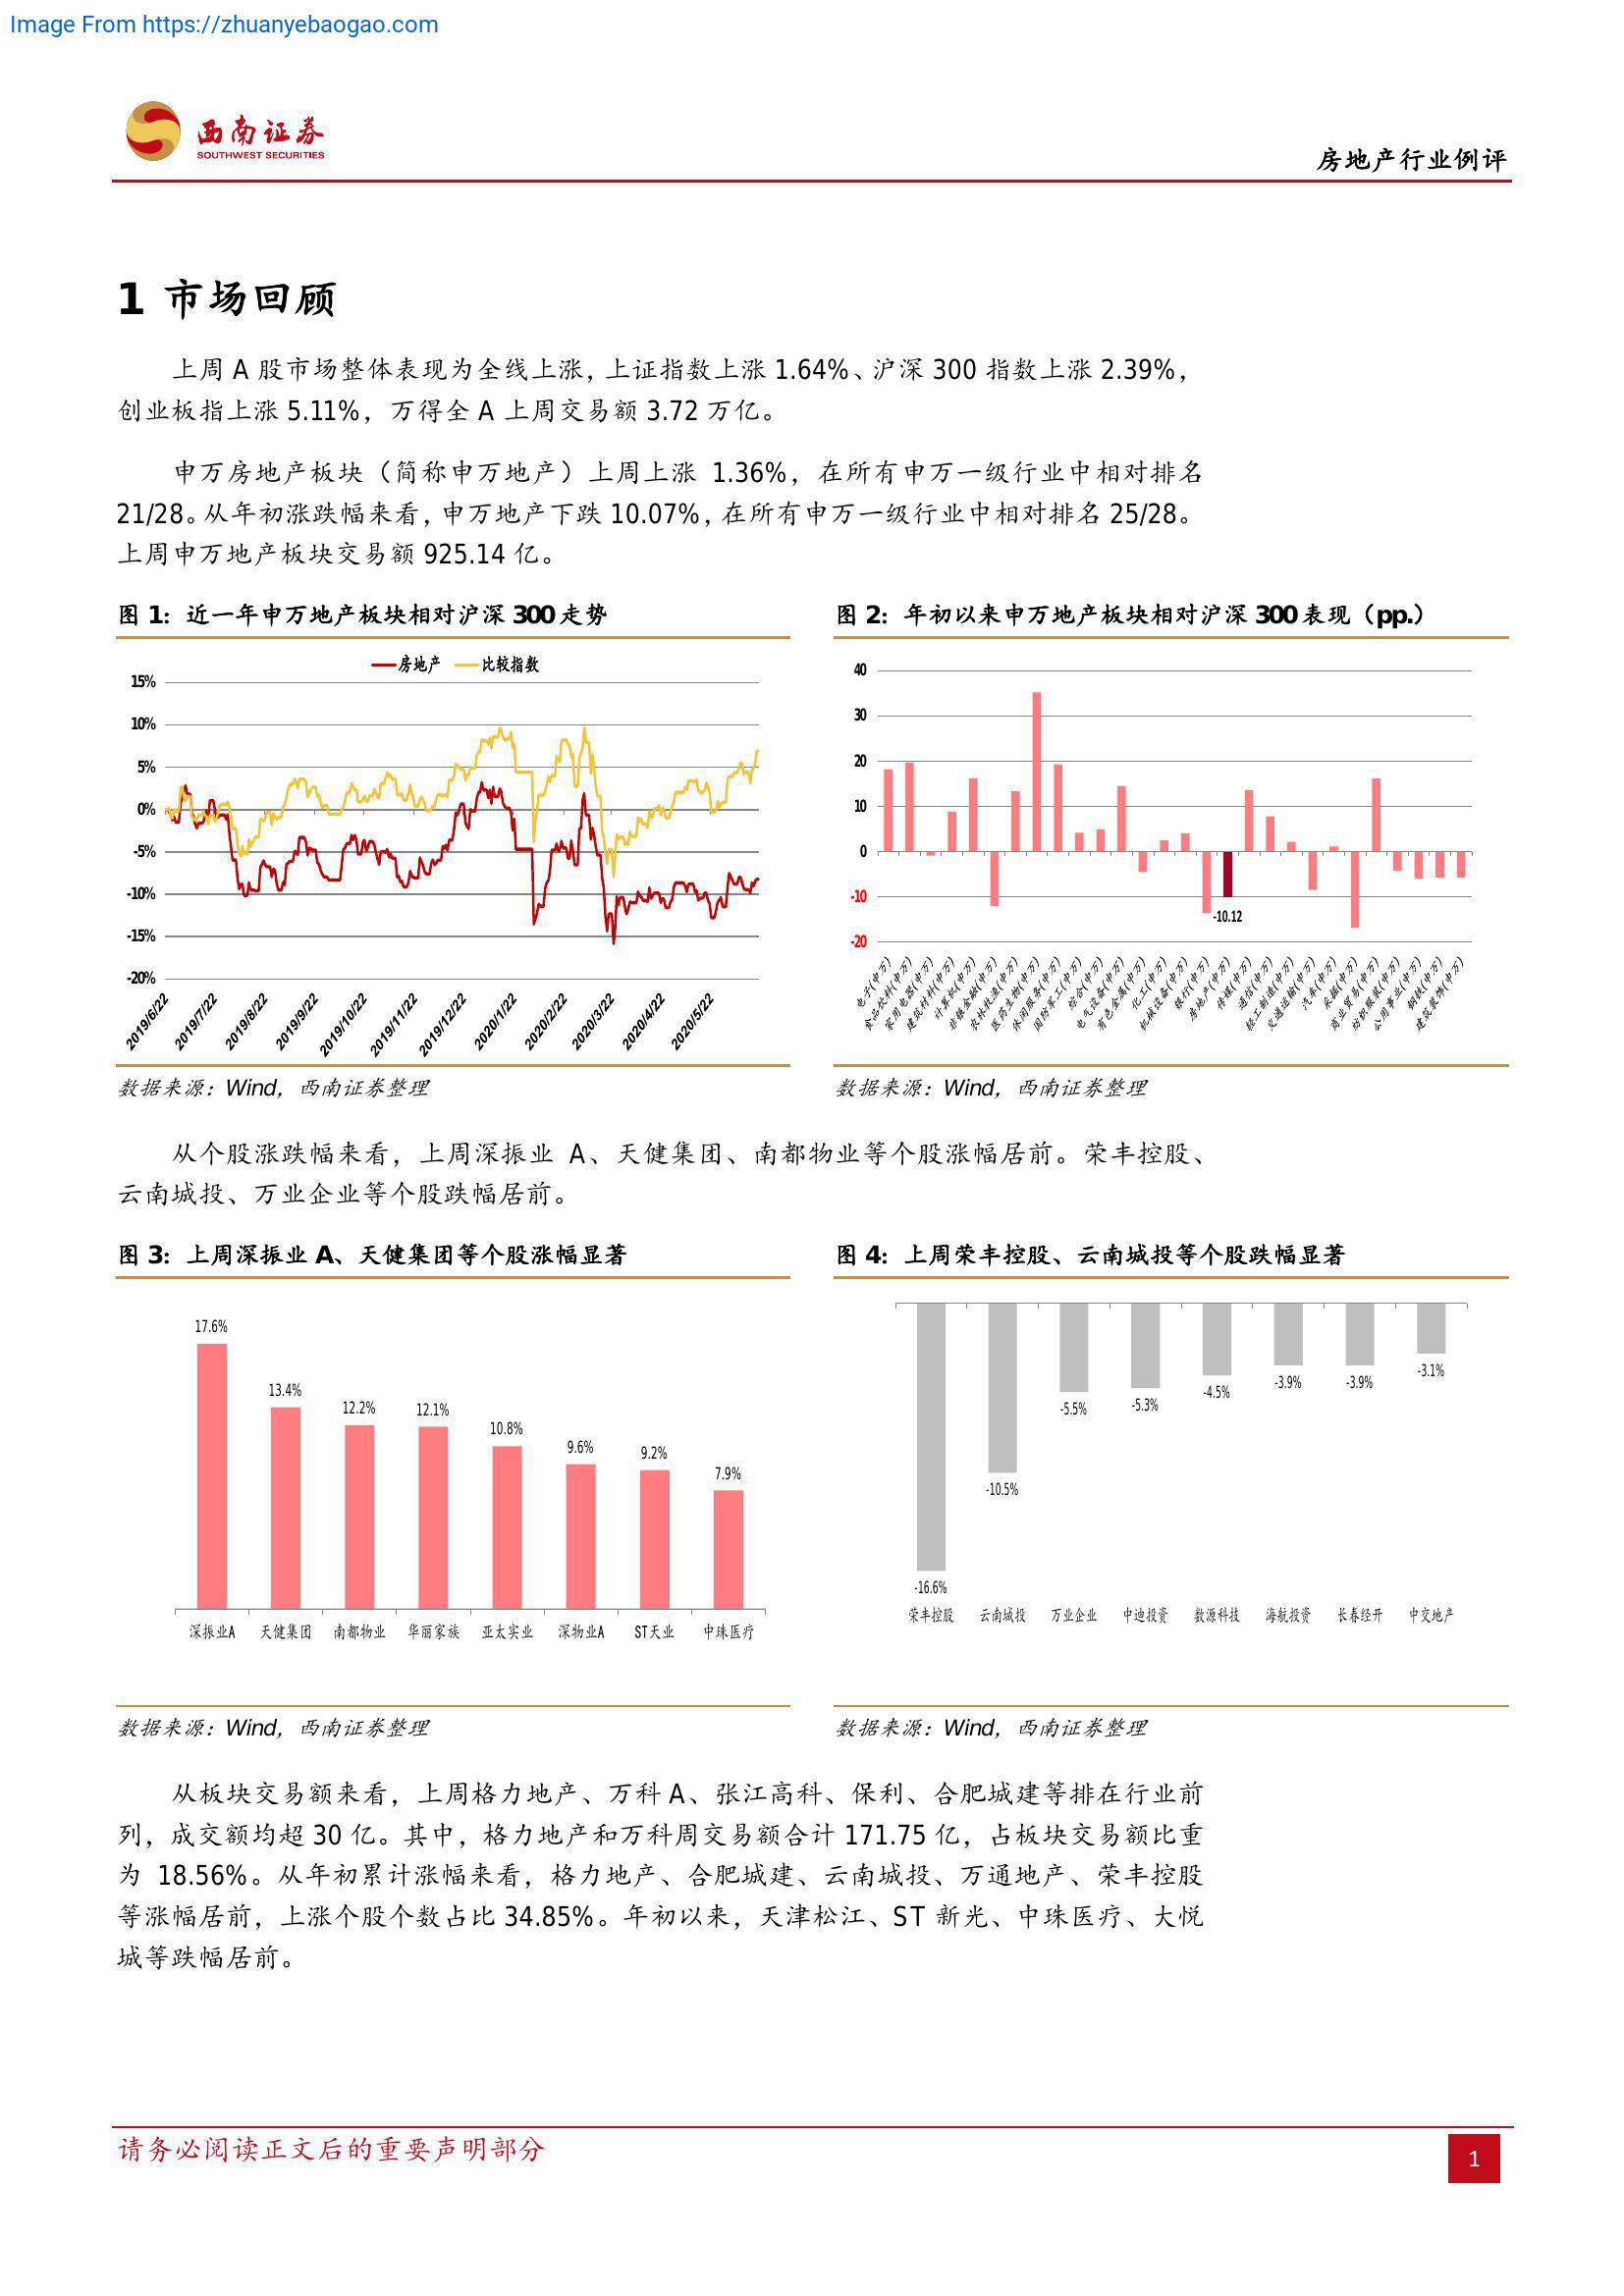 Image From https://zhuanyebaogao.com
西南证券
SOUTHWEST SECURITIES
房地产行业例评
1 市场回顾
上周 A 股市场整体表现为全线上涨，上证指数上涨 1.64%、沪深 300 指数上涨 2.39%，
创业板指上涨 5.11%，万得全 A 上周交易额 3.72 万亿。
申万房地产板块（简称申万地产）上周上涨 1.36%，在所有申万一级行业中相对排名
21/28。从年初涨跌幅来看，申万地产下跌 10.07%，在所有申万一级行业中相对排名 25/28。
上周申万地产板块交易额 925.14 亿。
图 1：近一年申万地产板块相对沪深 300 走势
房地产 比较指数
15%
10%
5%
0%
-5%
-10%
-15%
-20%
2019/6/22 2019/7/22 2019/8/22 2019/9/22 2019/10/22 2019/11/22 2019/12/22 2020/1/22 2020/2/22 2020/3/22 2020/4/22 2020/5/22
数据来源：Wind，西南证券整理
图 2：年初以来申万地产板块相对沪深 300 表现（pp.）
40
30
20
10
0
-10
-20
-10.12
电子(申万) 食品饮料(申万) 家用电器(申万) 建筑材料(申万) 计算机(申万) 非银金融(申万) 农林牧渔(申万) 医药生物(申万) 休闲服务(申万) 国防军工(申万) 综合(申万) 电气设备(申万) 有色金属(申万) 化工(申万) 机械设备(申万) 银行(申万) 房地产(申万) 传媒(申万) 通信(申万) 轻工制造(申万) 交通运输(申万) 汽车(申万) 采掘(申万) 商业贸易(申万) 纺织服装(申万) 公用事业(申万) 钢铁(申万) 建筑装饰(申万)
数据来源：Wind，西南证券整理
从个股涨跌幅来看，上周深振业 A、天健集团、南都物业等个股涨幅居前。荣丰控股、
云南城投、万业企业等个股跌幅居前。
图 3：上周深振业 A、天健集团等个股涨幅显著
17.6% 13.4% 12.2% 12.1% 10.8% 9.6% 9.2% 7.9%
深振业A 天健集团 南都物业 华丽家族 亚太实业 深物业A ST天业 中珠医疗
数据来源：Wind，西南证券整理
图 4：上周荣丰控股、云南城投等个股跌幅显著
-16.6% -10.5% -5.5% -5.3% -4.5% -3.9% -3.9% -3.1%
荣丰控股 云南城投 万业企业 中迪投资 数源科技 海航投资 长春经开 中交地产
数据来源：Wind，西南证券整理
从板块交易额来看，上周格力地产、万科 A、张江高科、保利、合肥城建等排在行业前
列，成交额均超 30 亿。其中，格力地产和万科周交易额合计 171.75 亿，占板块交易额比重
为 18.56%。从年初累计涨幅来看，格力地产、合肥城建、云南城投、万通地产、荣丰控股
等涨幅居前，上涨个股个数占比 34.85%。年初以来，天津松江、ST 新光、中珠医疗、大悦
城等跌幅居前。
请务必阅读正文后的重要声明部分
1